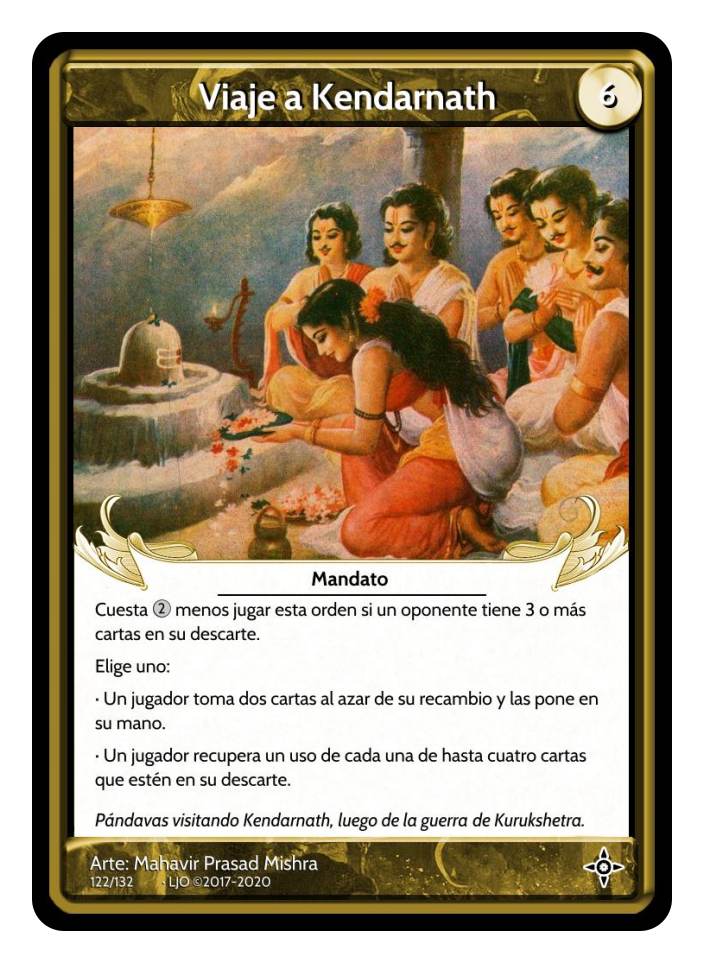 Viaje a Kendarnath
6
Mandato
Cuesta 2 menos jugar esta orden si un oponente tiene 3 o más
cartas en su descarte.
Elige uno:
· Un jugador toma dos cartas al azar de su recambio y las pone en
su mano.
· Un jugador recupera un uso de cada una de hasta cuatro cartas
que estén en su descarte.
Pándavas visitando Kendarnath, luego de la guerra de Kurukshetra.
Arte: Mahavir Prasad Mishra
122/132 · LJO ©2017-2020